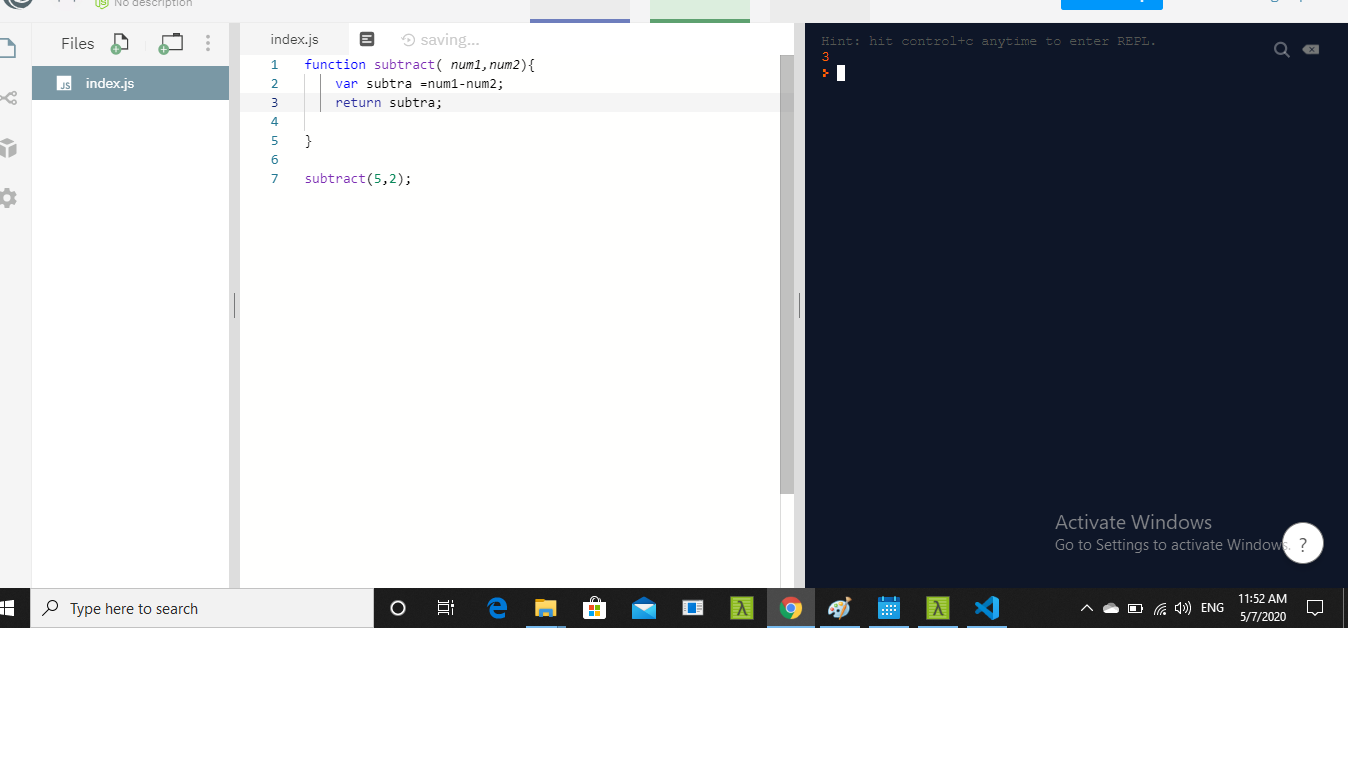 No description
Files
index.js
index.js
saving...
1 function subtract( num1,num2){
2 var subtra =num1-num2;
3 return subtra;
4
5 }
6
7 subtract(5,2);
Hint: hit control+c anytime to enter REPL.
3
Activate Windows
Go to Settings to activate Windows.
?
Type here to search
ENG
11:52 AM
5/7/2020